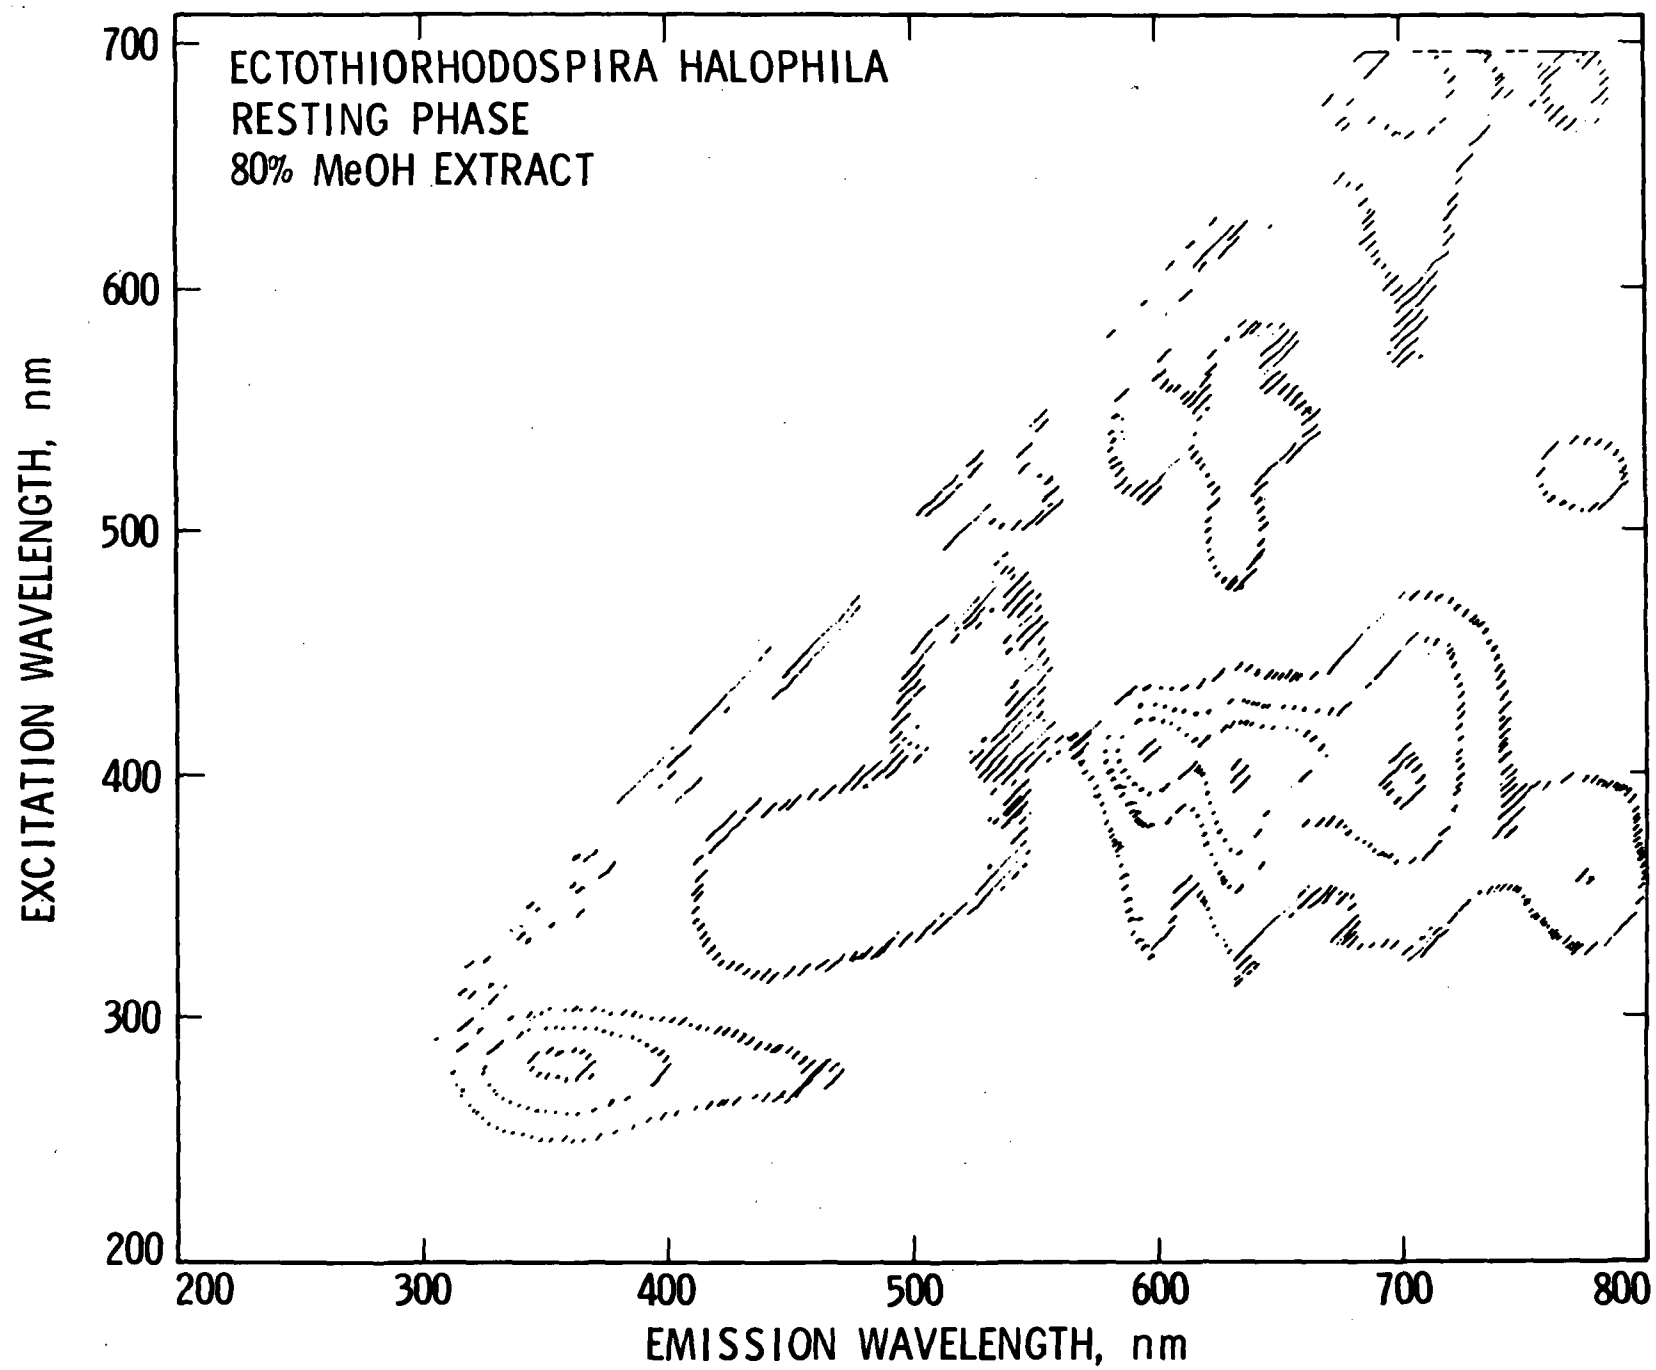 ECTOTHIORHODOSPIRA HALOPHILA
RESTING PHASE
80% MeOH EXTRACT
700
600
500
400
300
200
EXCITATION WAVELENGTH, nm
200 300 400 500 600 700 800
EMISSION WAVELENGTH, nm